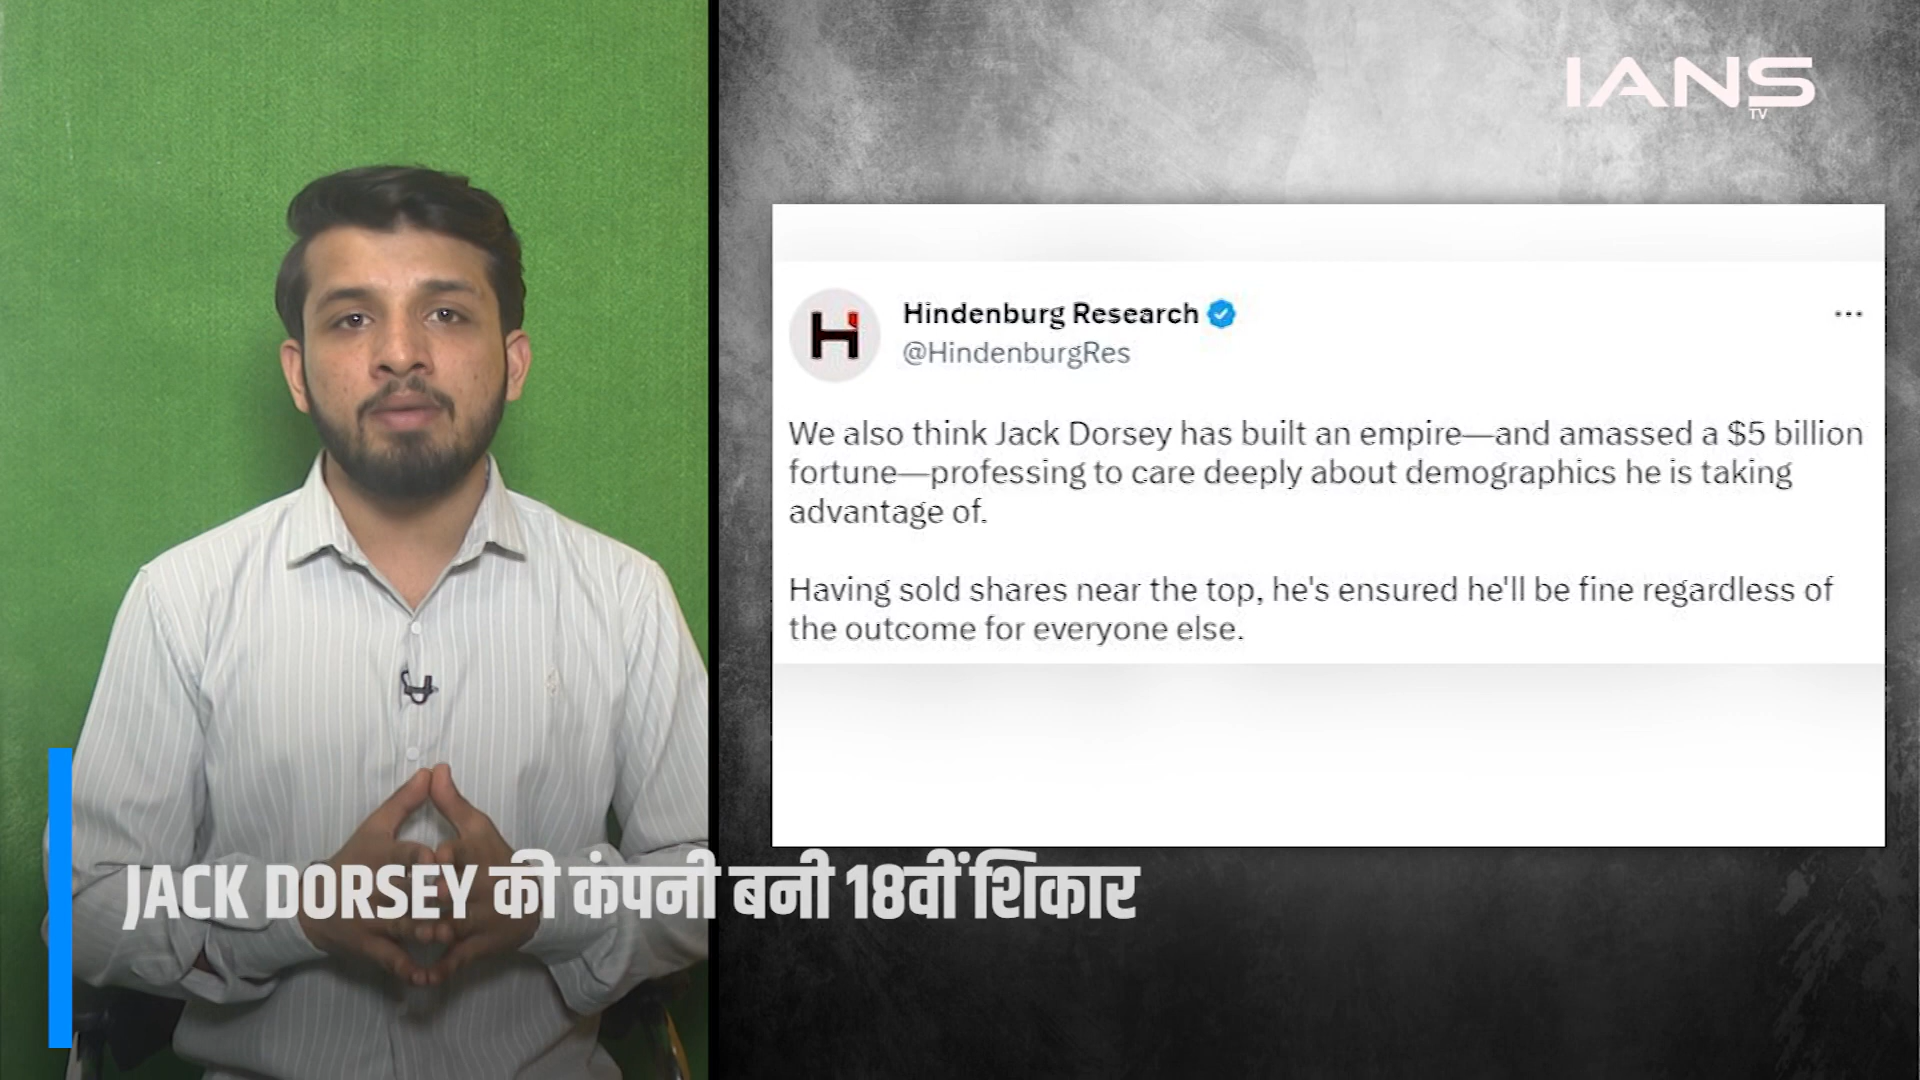 IANS
TV
Hindenburg Research
@HindenburgRes
We also think Jack Dorsey has built an empire—and amassed a $5 billion
fortune—professing to care deeply about demographics he is taking
advantage of.
Having sold shares near the top, he's ensured he'll be fine regardless of
the outcome for everyone else.
JACK DORSEY की कंपनी बनी 18वीं शिकार